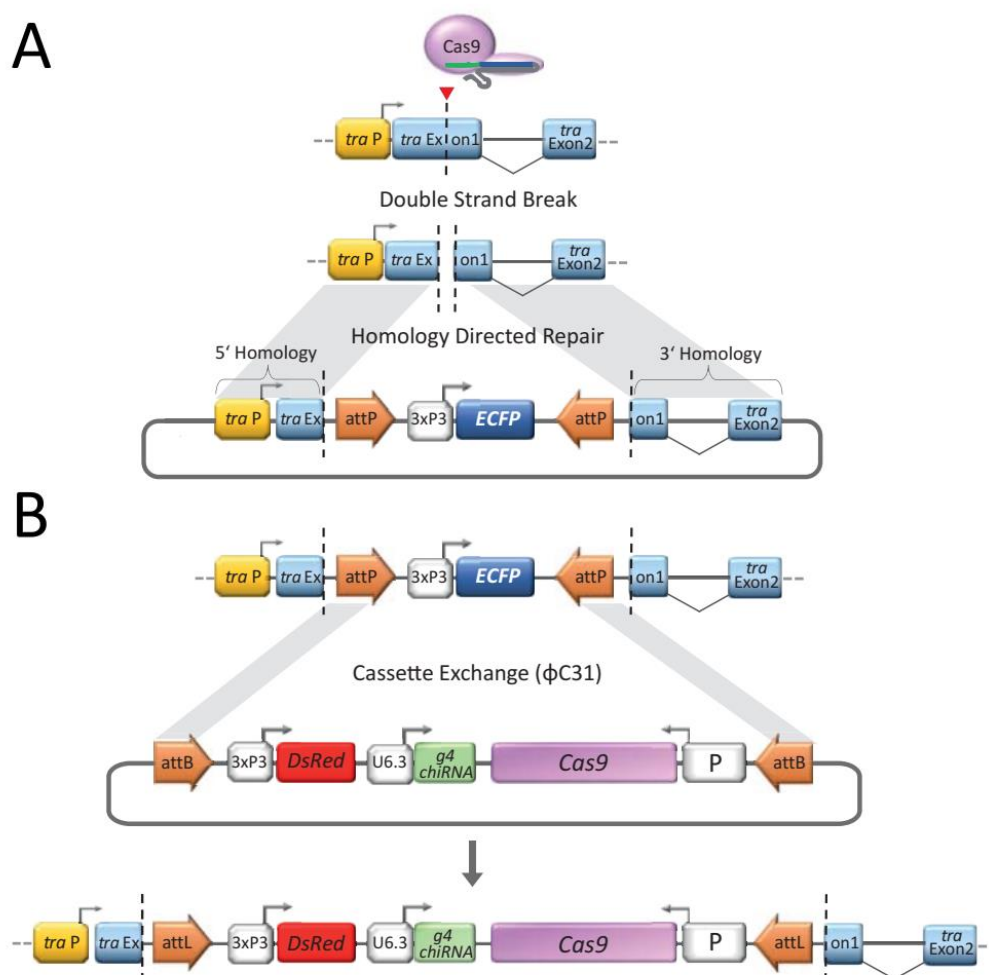 A
Cas9
tra P tra Ex on1 tra Exon2
Double Strand Break
tra P tra Ex on1 tra Exon2
Homology Directed Repair
5‘ Homology 3‘ Homology
tra P tra Ex attP 3xP3 ECFP attP on1 tra Exon2
B
tra P tra Ex attP 3xP3 ECFP attP on1 tra Exon2
Cassette Exchange (ϕC31)
attB 3xP3 DsRed U6.3 g4 chiRNA Cas9 P attB
tra P tra Ex attL 3xP3 DsRed U6.3 g4 chiRNA Cas9 P attL on1 tra Exon2